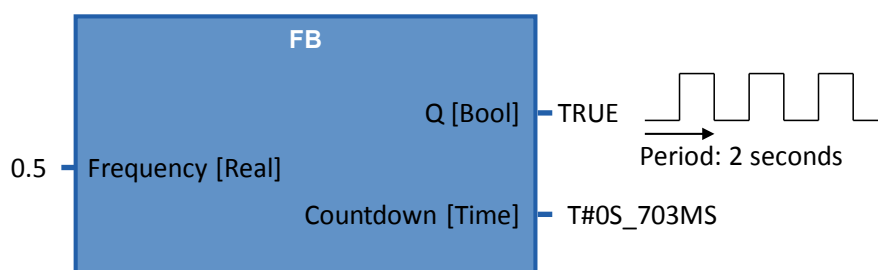 FB
Q [Bool] TRUE
Period: 2 seconds
0.5 Frequency [Real]
Countdown [Time] T#0S_703MS